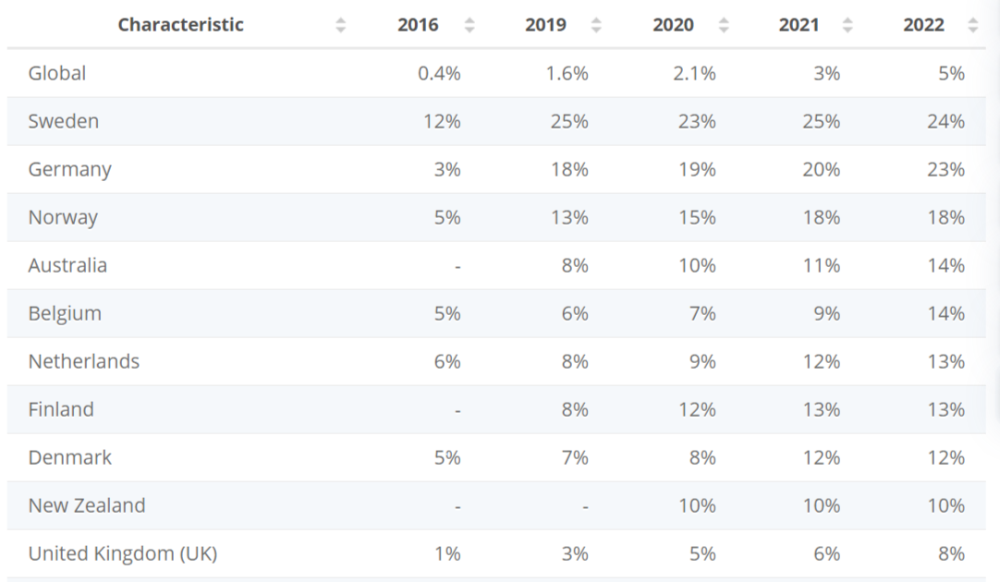 Characteristic 2016 2019 2020 2021 2022
Global 0.4% 1.6% 2.1% 3% 5%
Sweden 12% 25% 23% 25% 24%
Germany 3% 18% 19% 20% 23%
Norway 5% 13% 15% 18% 18%
Australia - 8% 10% 11% 14%
Belgium 5% 6% 7% 9% 14%
Netherlands 6% 8% 9% 12% 13%
Finland - 8% 12% 13% 13%
Denmark 5% 7% 8% 12% 12%
New Zealand - - 10% 10% 10%
United Kingdom (UK) 1% 3% 5% 6% 8%